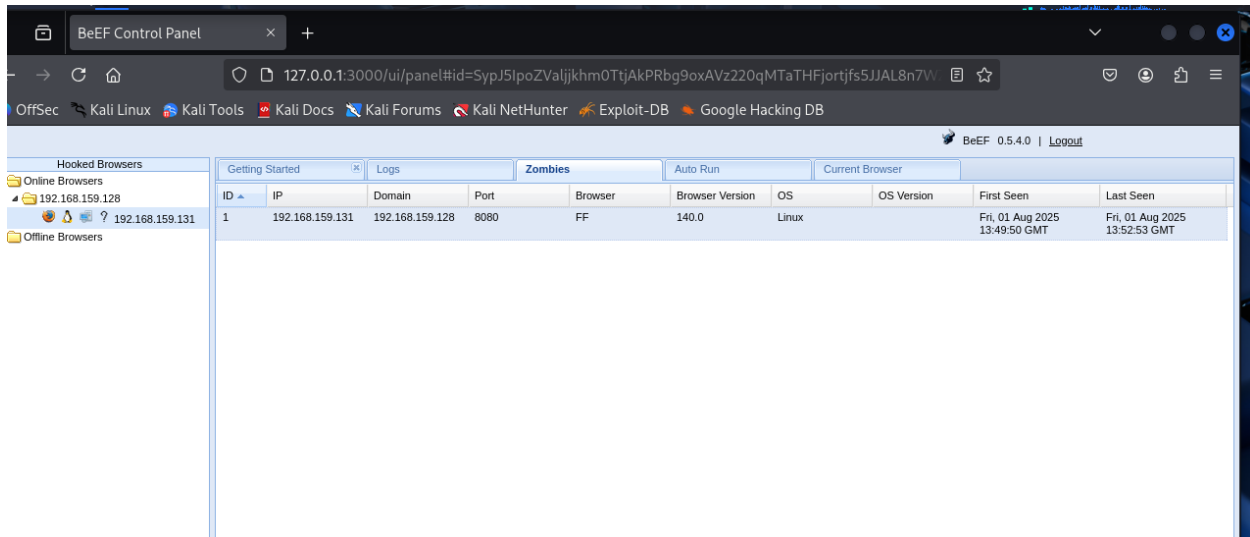 BeEF Control Panel
127.0.0.1:3000/ui/panel#id=SypJ5IpoZValjjkhm0TtjAkPRbg9oxAVz220qMTaTHFjortjfs5JJAL8n7W
OffSec Kali Linux Kali Tools Kali Docs Kali Forums Kali NetHunter Exploit-DB Google Hacking DB
BeEF 0.5.4.0 | Logout
Hooked Browsers
Online Browsers
192.168.159.128
? 192.168.159.131
Offline Browsers
Getting Started Logs Zombies Auto Run Current Browser
ID IP Domain Port Browser Browser Version OS OS Version First Seen Last Seen
1 192.168.159.131 192.168.159.128 8080 FF 140.0 Linux Fri, 01 Aug 2025 Fri, 01 Aug 2025
13:49:50 GMT 13:52:53 GMT